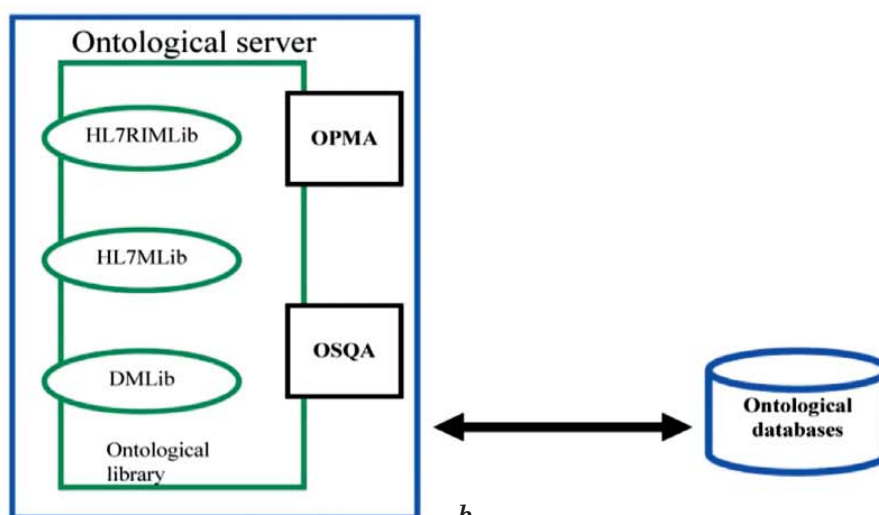 Ontological server
HL7RIMLib
OPMA
HL7MLib
OSQA
DMLib
Ontological
databases
Ontological
library
b